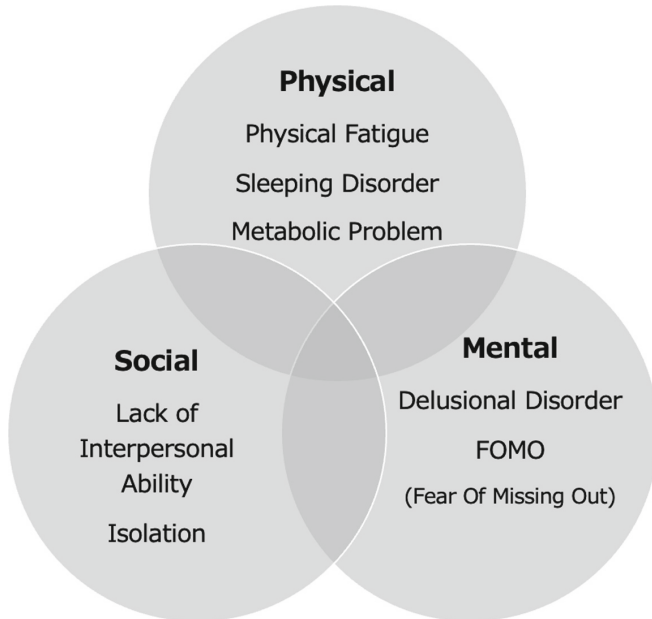 Physical
Physical Fatigue
Sleeping Disorder
Metabolic Problem
Social
Lack of
Interpersonal
Ability
Isolation
Mental
Delusional Disorder
FOMO
(Fear Of Missing Out)